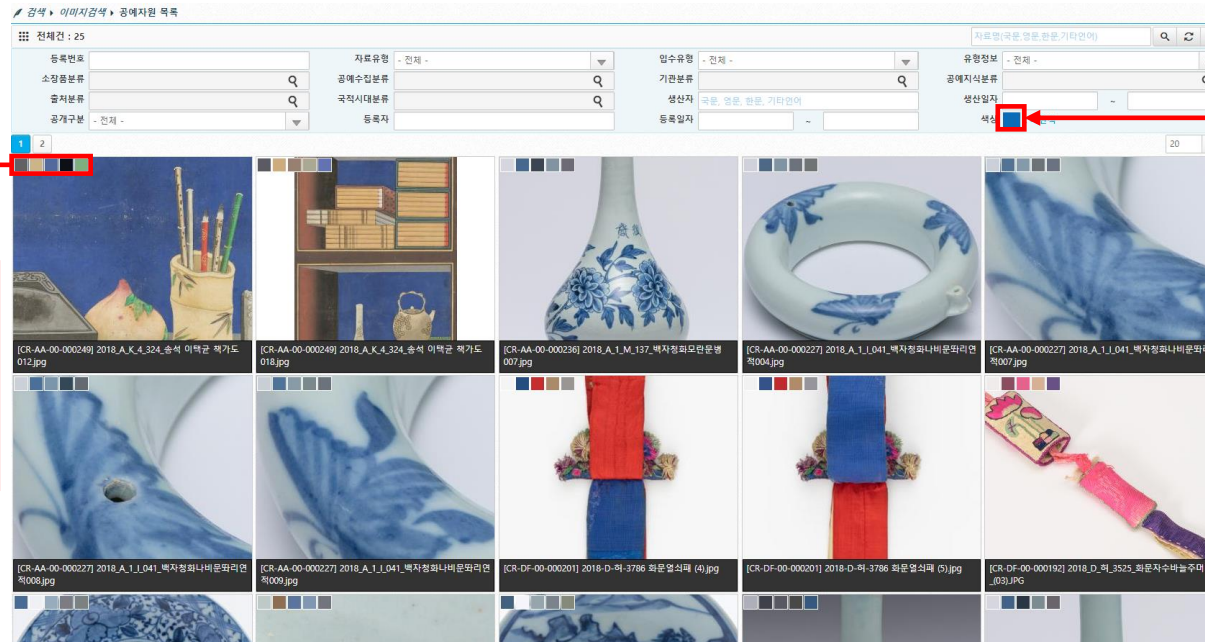 검색 ▸ 이미지검색 ▸ 공예자원 목록
전체건 : 25
자료명(국문,영문,한문,기타언어)
등록번호 자료유형 - 전체 - 입수유형 - 전체 - 유형정보 - 전체 -
소장품분류 공예수집분류 기관분류 공예지식분류
출처분류 국적시대분류 생산자 국문, 영문, 한문, 기타언어 생산일자 ~
공개구분 - 전체 - 등록자 등록일자 ~ 색상
1 2 20
[CR-AA-00-000249] 2018_A_K_4_324_송석 이택균 책가도
012.jpg
[CR-AA-00-000249] 2018_A_K_4_324_송석 이택균 책가도
018.jpg
[CR-AA-00-000236] 2018_A_1_M_137_백자청화모란문병
007.jpg
[CR-AA-00-000227] 2018_A_1_I_041_백자청화나비문똬리연
적004.jpg
[CR-AA-00-000227] 2018_A_1_I_041_백자청화나비문똬리
적007.jpg
[CR-AA-00-000227] 2018_A_1_I_041_백자청화나비문똬리연
적008.jpg
[CR-AA-00-000227] 2018_A_1_I_041_백자청화나비문똬리연
적009.jpg
[CR-DF-00-000201] 2018-D-허-3786 화문열쇠패 (4).jpg
[CR-DF-00-000201] 2018-D-허-3786 화문열쇠패 (5).jpg
[CR-DF-00-000192] 2018_D_허_3525_화문자수바늘주머
_(03).JPG